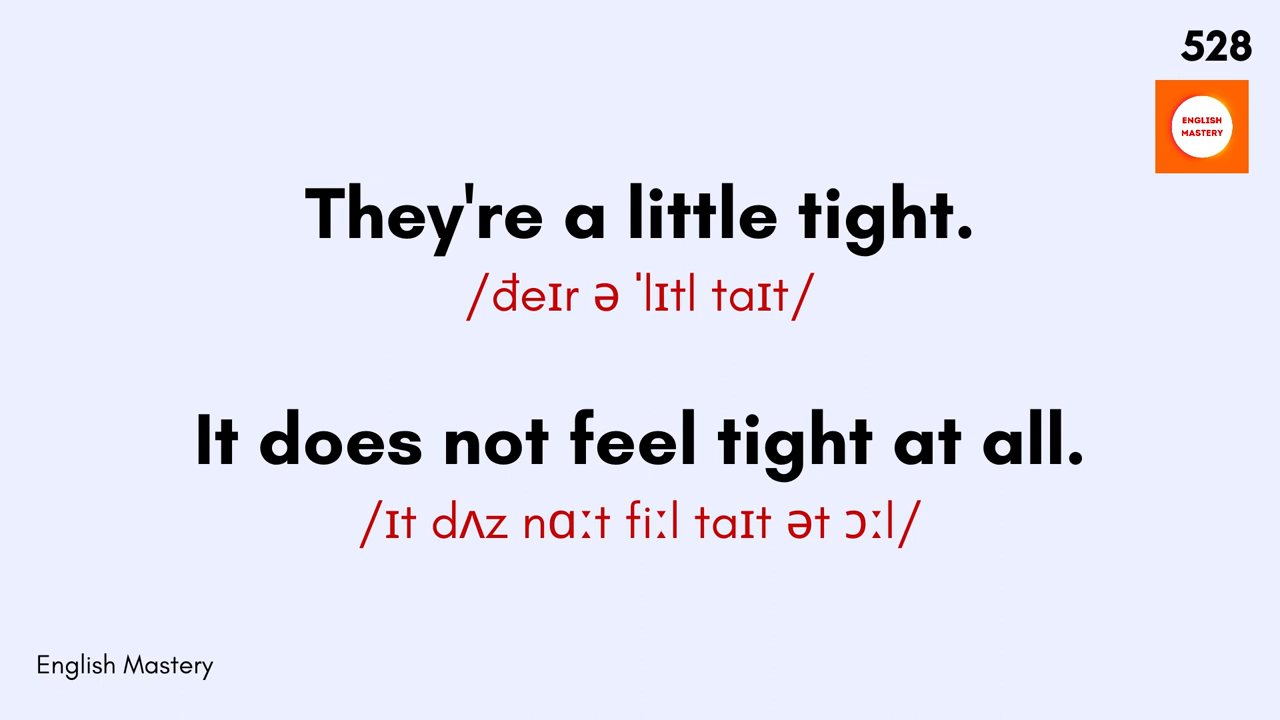 528
ENGLISH
MASTERY
They're a little tight.
/đeɪr ə ˈlɪtl taɪt/
It does not feel tight at all.
/ɪt dʌz nɑːt fiːl taɪt ət ɔːl/
English Mastery